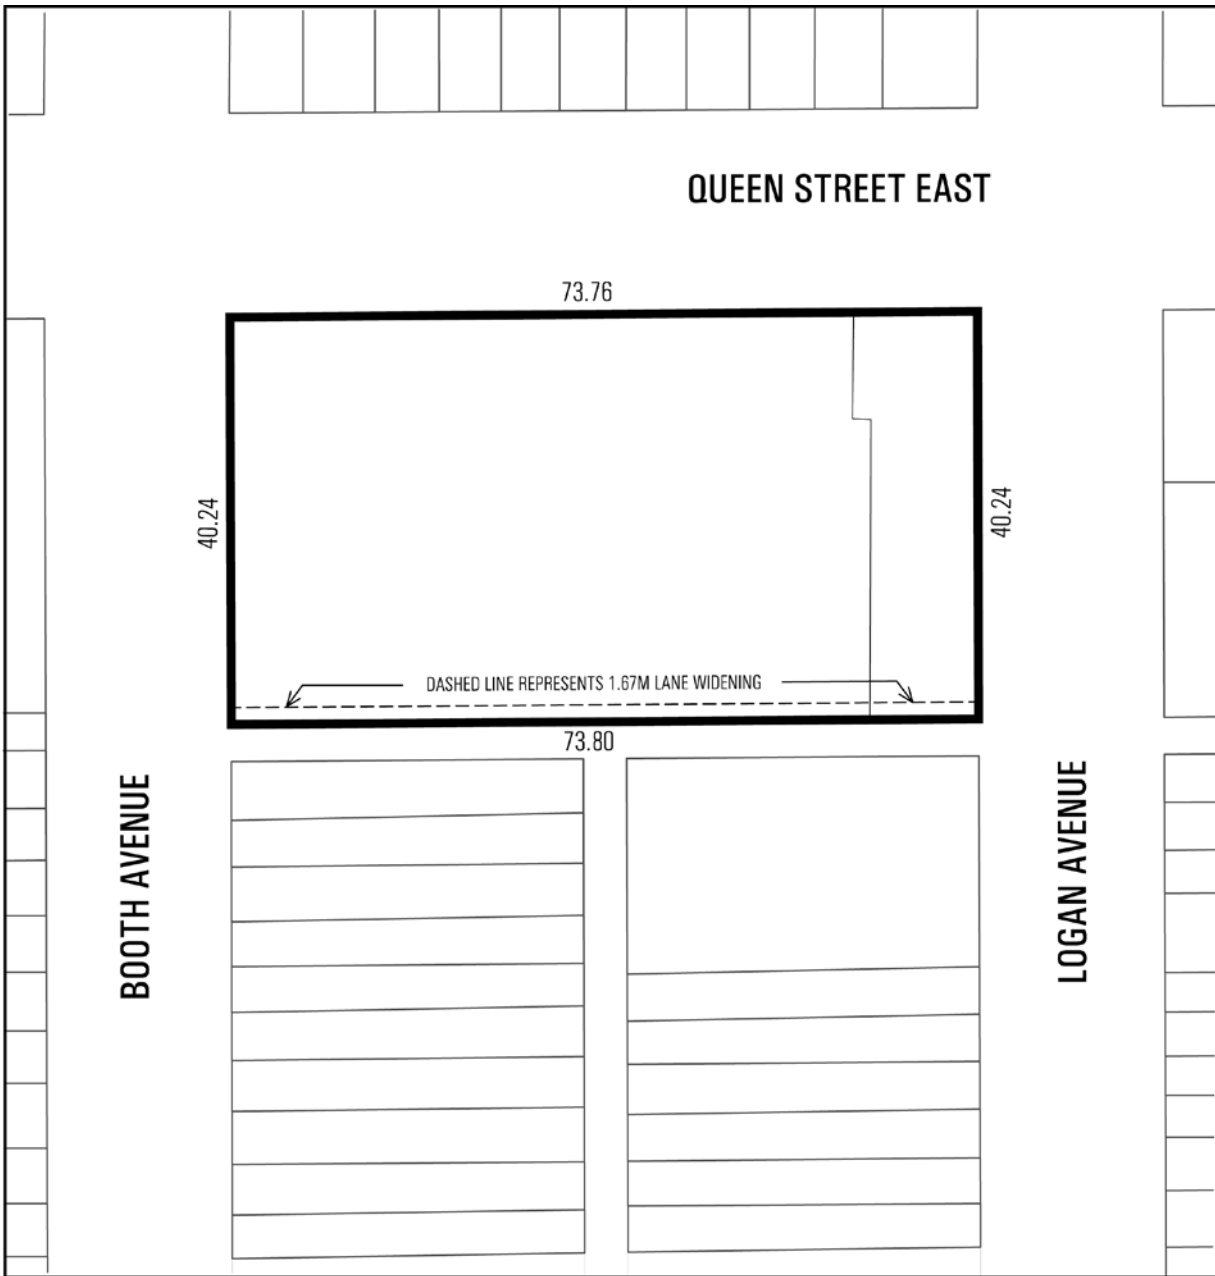 QUEEN STREET EAST
73.76
40.24
40.24
DASHED LINE REPRESENTS 1.67M LANE WIDENING
73.80
BOOTH AVENUE
LOGAN AVENUE